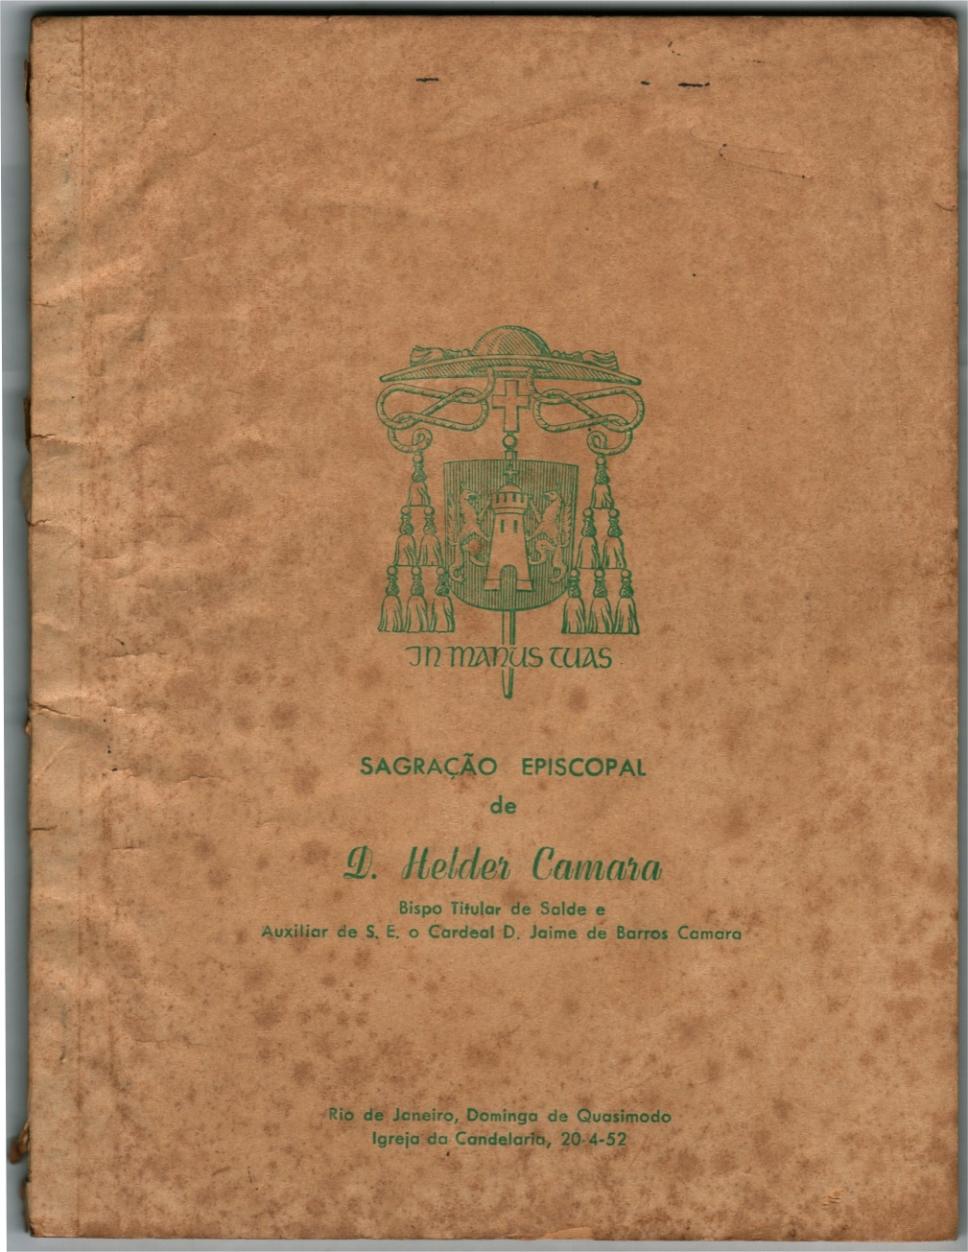 IN MANUS TUAS
SAGRAÇÃO EPISCOPAL
de
D. Helder Camara
Bispo Titular de Salde e
Auxiliar de S. E. o Cardeal D. Jaime de Barros Camara
Rio de Janeiro, Dominga de Quasimodo
Igreja da Candelaria, 20-4-52